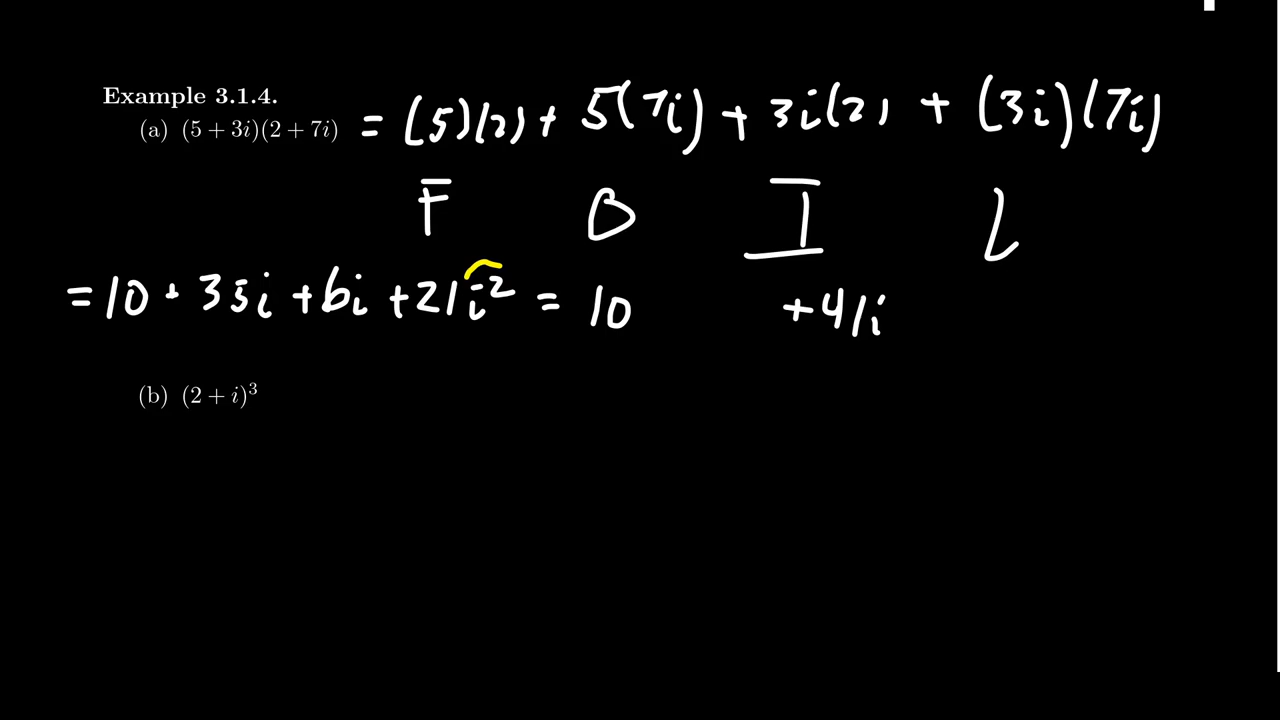 Example 3.1.4.
(a) (5 + 3i)(2 + 7i) = (5)(2) + 5(7i) + 3i(2) + (3i)(7i)
F O I L
= 10 + 35i + 6i + 21i² = 10 + 41i
(b) (2 + i)³